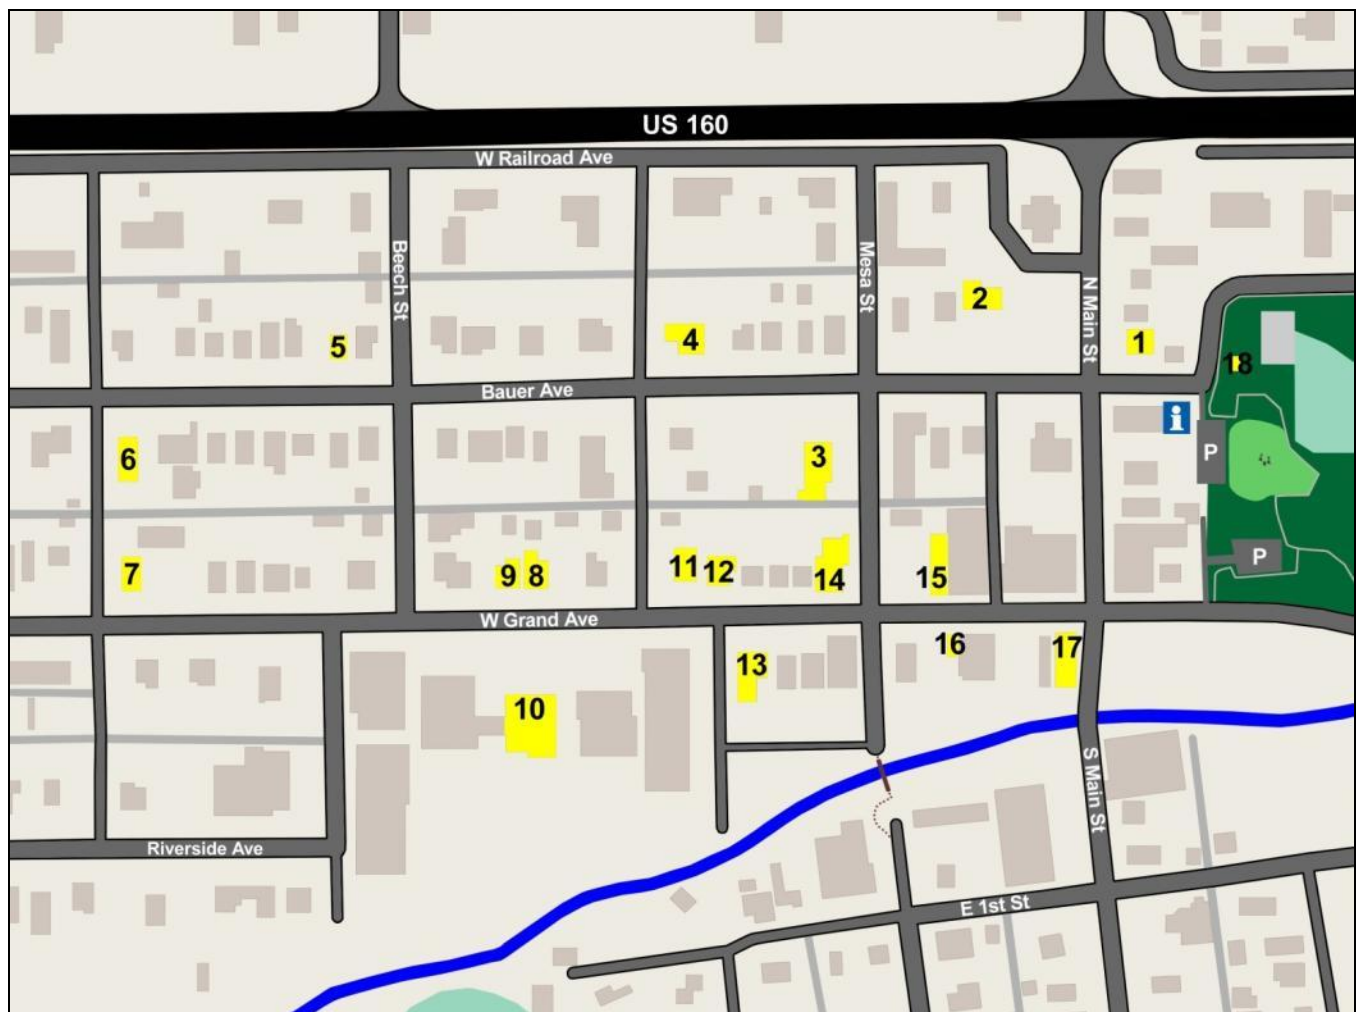 US 160
W Railroad Ave
Beech St
Mesa St
N Main St
2
5
4
1
18
Bauer Ave
i
P
6
3
P
7
9
8
11
12
14
15
W Grand Ave
16
17
13
10
S Main St
Riverside Ave
E 1st St